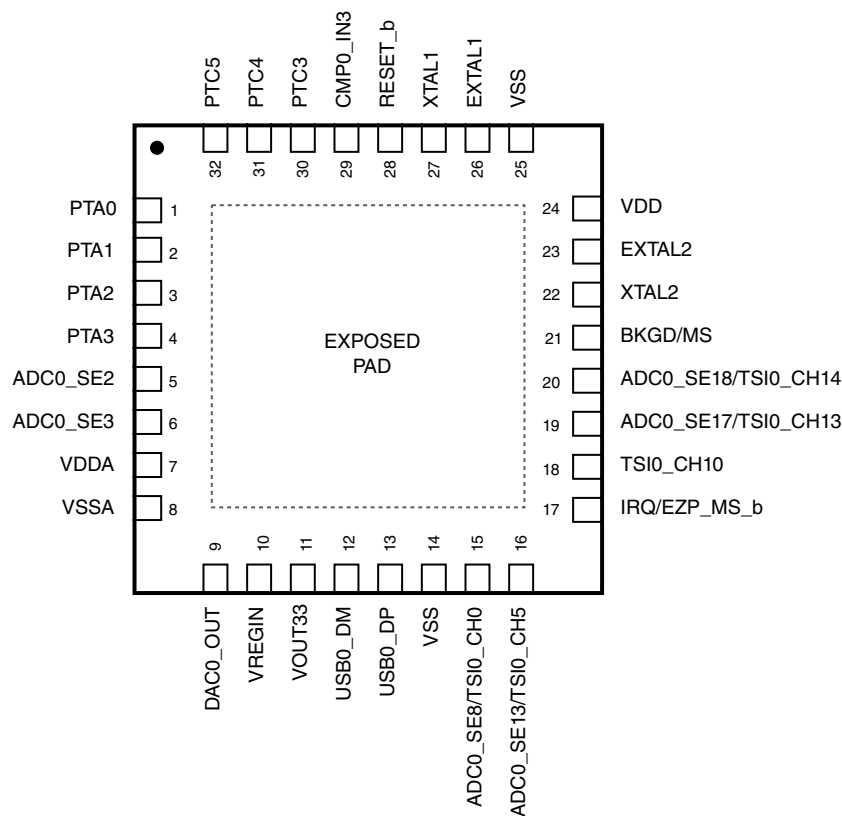 PTC5
PTC4
PTC3
CMP0_IN3
RESET_b
XTAL1
EXTAL1
VSS
32
31
30
29
28
27
26
25
PTA0 1
PTA1 2
PTA2 3
PTA3 4
ADC0_SE2 5
ADC0_SE3 6
VDDA 7
VSSA 8
EXPOSED
PAD
24 VDD
23 EXTAL2
22 XTAL2
21 BKGD/MS
20 ADC0_SE18/TSI0_CH14
19 ADC0_SE17/TSI0_CH13
18 TSI0_CH10
17 IRQ/EZP_MS_b
9
10
11
12
13
14
15
16
DAC0_OUT
VREGIN
VOUT33
USB0_DM
USB0_DP
VSS
ADC0_SE8/TSI0_CH0
ADC0_SE13/TSI0_CH5